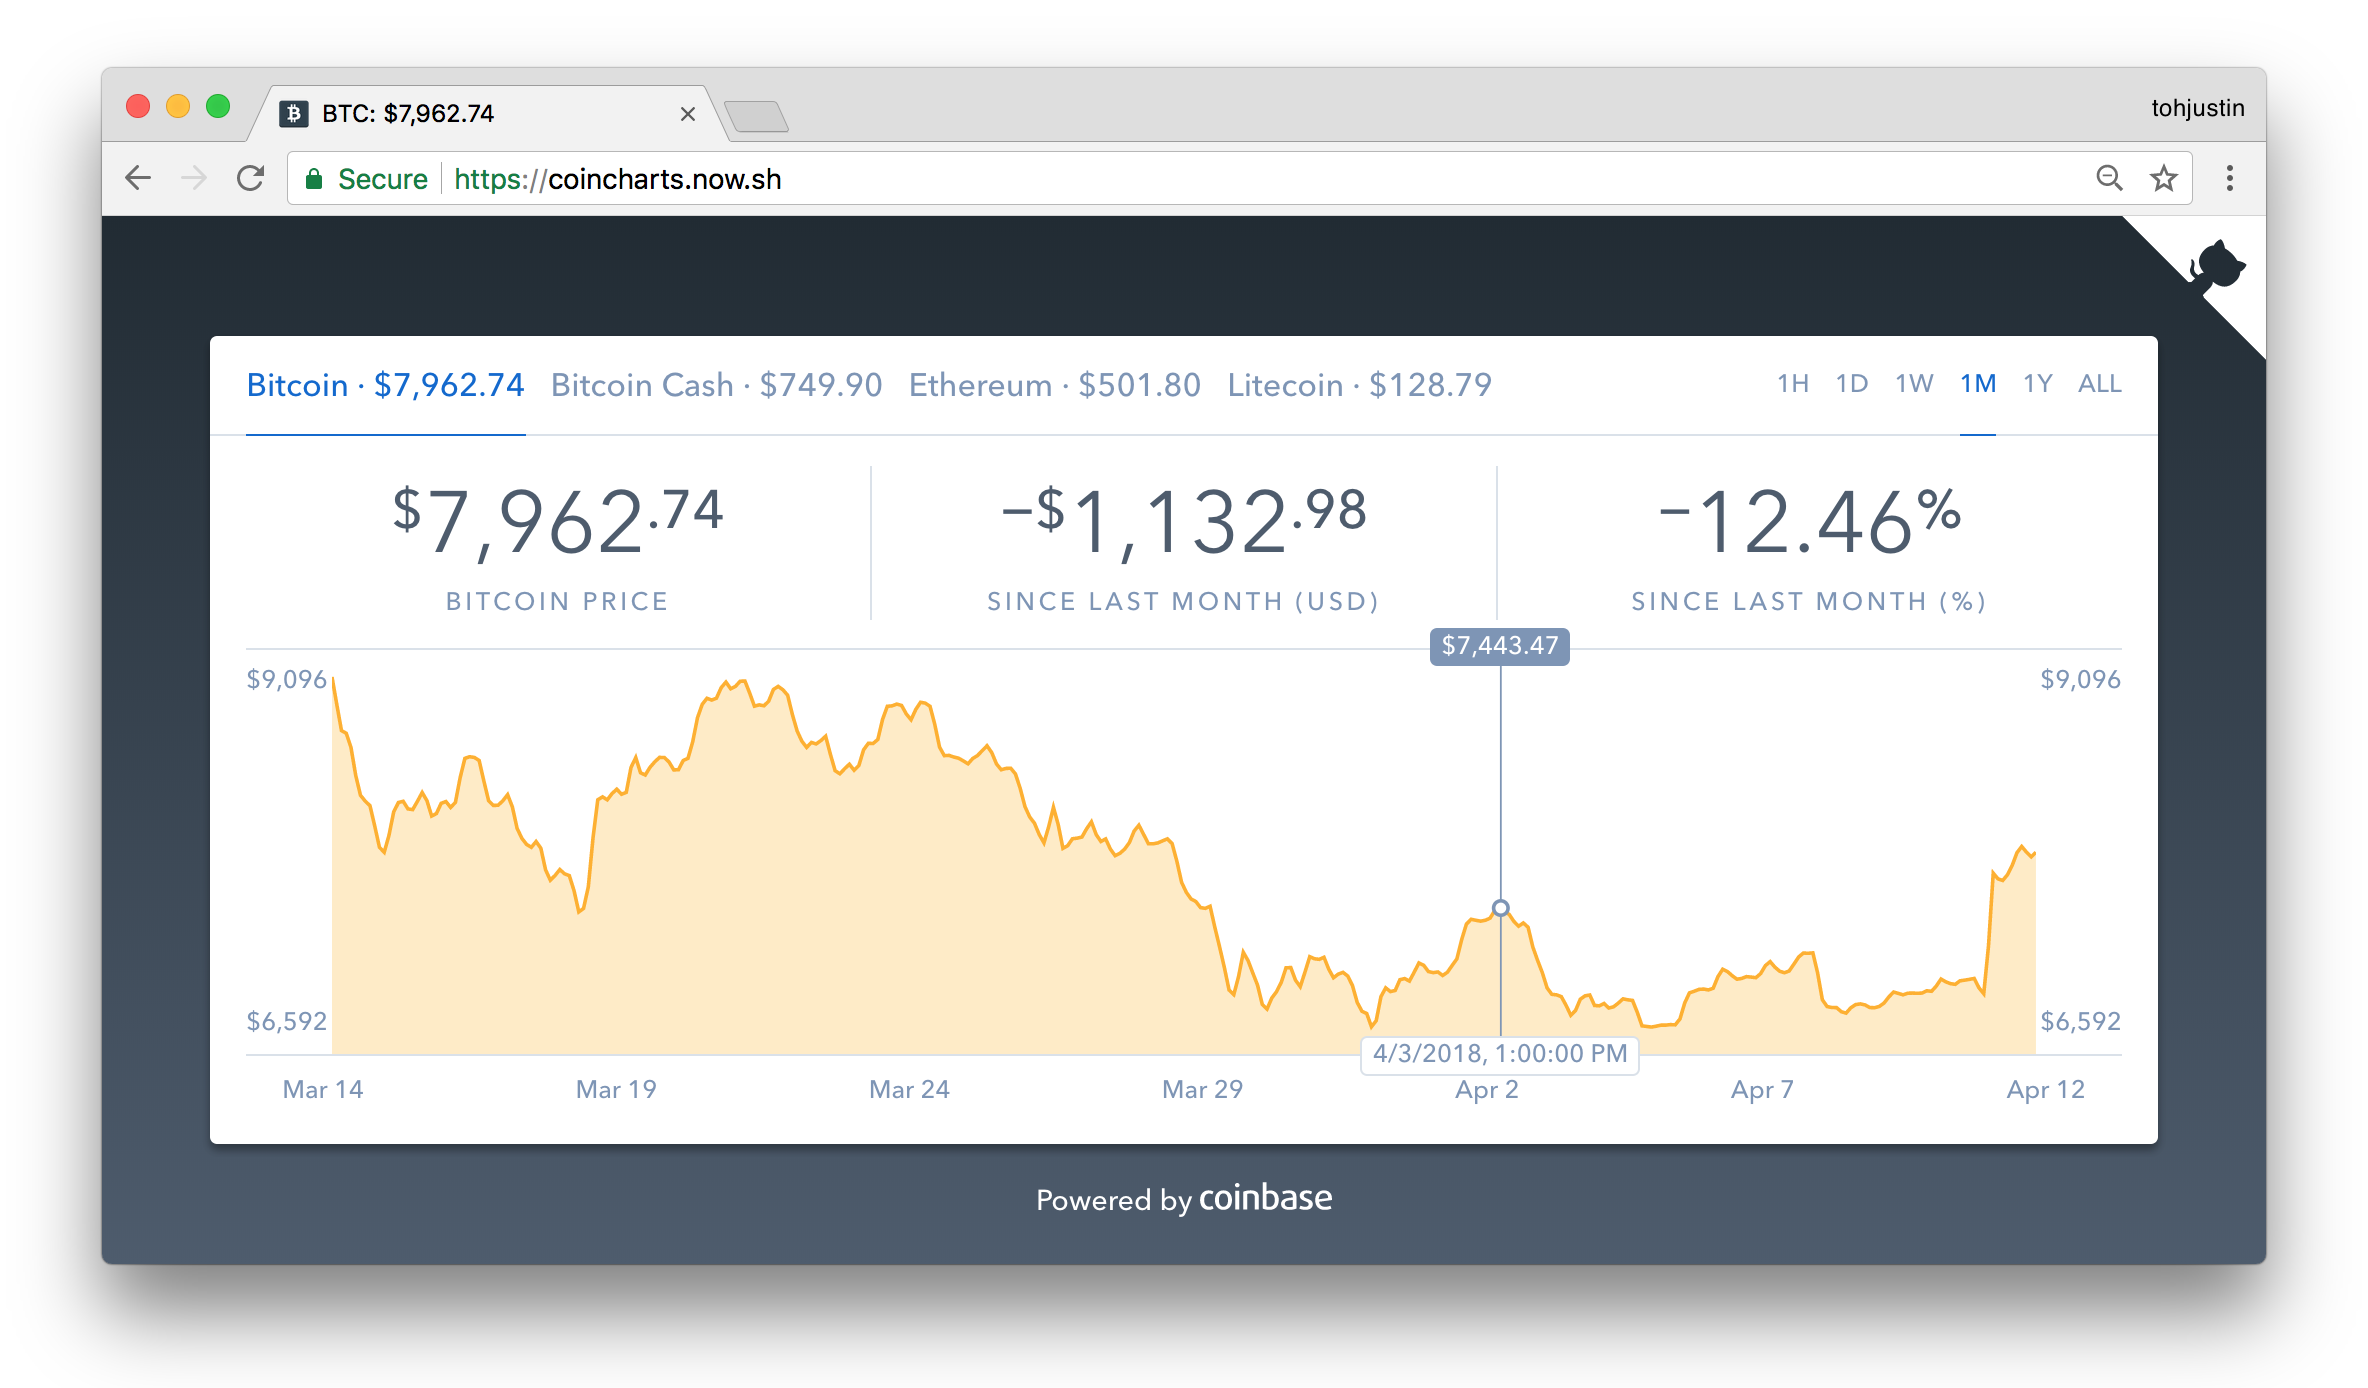 BTC: $7,962.74
tohjustin
Secure https://coincharts.now.sh
Bitcoin · $7,962.74 Bitcoin Cash · $749.90 Ethereum · $501.80 Litecoin · $128.79 1H 1D 1W 1M 1Y ALL
$7,962.74 −$1,132.98 −12.46%
BITCOIN PRICE SINCE LAST MONTH (USD) SINCE LAST MONTH (%)
$7,443.47
$9,096 $9,096
$6,592 $6,592
4/3/2018, 1:00:00 PM
Mar 14 Mar 19 Mar 24 Mar 29 Apr 2 Apr 7 Apr 12
Powered by coinbase